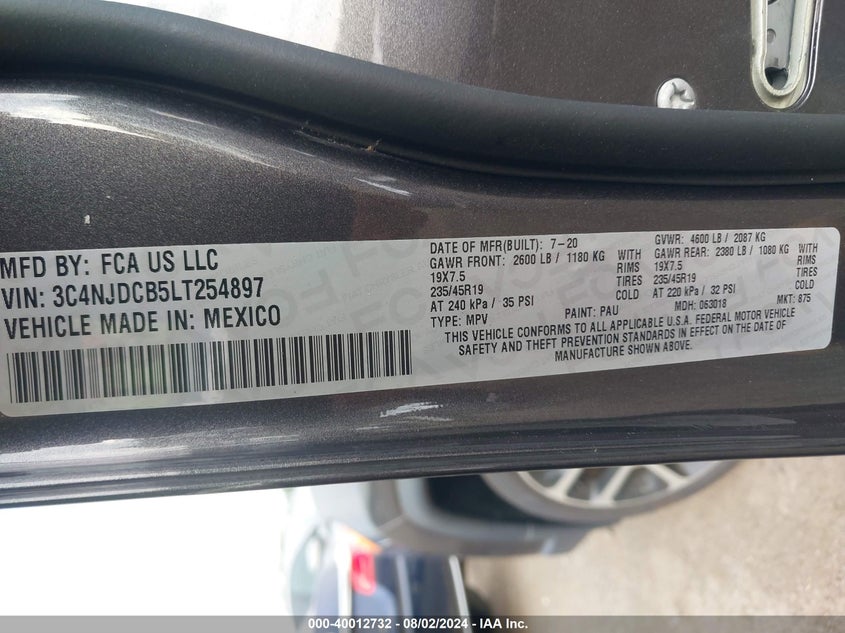 MFD BY: FCA US LLC
VIN: 3C4NJDCB5LT254897
VEHICLE MADE IN: MEXICO
DATE OF MFR(BUILT): 7-20
GVWR: 4600 LB / 2087 KG
GAWR FRONT: 2600 LB / 1180 KG WITH
GAWR REAR: 2380 LB / 1080 KG WITH
19X7.5 RIMS
19X7.5 RIMS
235/45R19 TIRES
235/45R19 TIRES
AT 240 kPa / 35 PSI COLD
AT 220 kPa / 32 PSI COLD
TYPE: MPV PAINT: PAU MDH: 063018 MKT: 875
THIS VEHICLE CONFORMS TO ALL APPLICABLE U.S.A. FEDERAL MOTOR VEHICLE
SAFETY AND THEFT PREVENTION STANDARDS IN EFFECT ON THE DATE OF
MANUFACTURE SHOWN ABOVE.
000-40012732 - 08/02/2024 - IAA Inc.